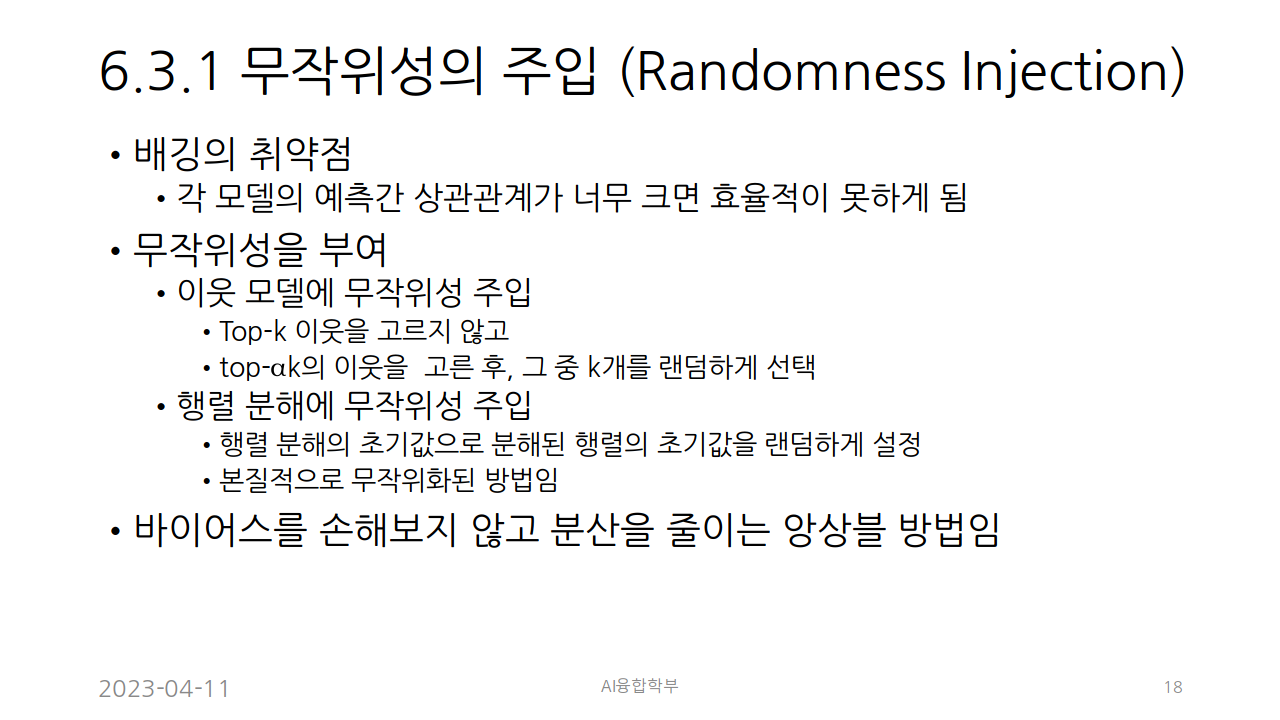 6.3.1 무작위성의 주입 (Randomness Injection)
• 배깅의 취약점
• 각 모델의 예측간 상관관계가 너무 크면 효율적이 못하게 됨
• 무작위성을 부여
• 이웃 모델에 무작위성 주입
• Top-k 이웃을 고르지 않고
• top-αk의 이웃을 고른 후, 그 중 k개를 랜덤하게 선택
• 행렬 분해에 무작위성 주입
• 행렬 분해의 초기값으로 분해된 행렬의 초기값을 랜덤하게 설정
• 본질적으로 무작위화된 방법임
• 바이어스를 손해보지 않고 분산을 줄이는 앙상블 방법임
2023-04-11
AI융합학부
18